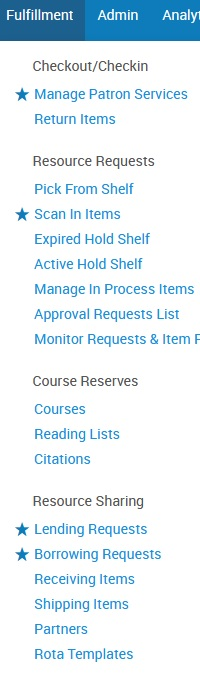 Fulfillment Admin
Checkout/Checkin
Manage Patron Services
Return Items
Resource Requests
Pick From Shelf
Scan In Items
Expired Hold Shelf
Active Hold Shelf
Manage In Process Items
Approval Requests List
Monitor Requests & Item
Course Reserves
Courses
Reading Lists
Citations
Resource Sharing
Lending Requests
Borrowing Requests
Receiving Items
Shipping Items
Partners
Rota Templates